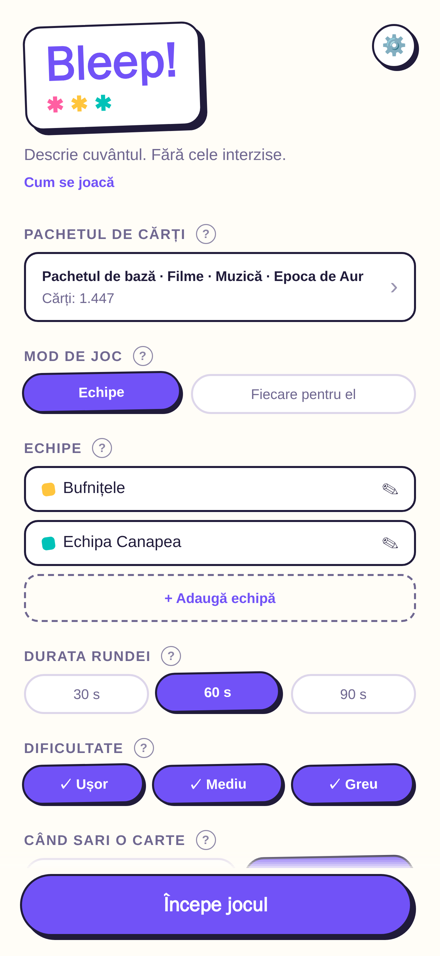 Bleep!
Descrie cuvântul. Fără cele interzise.
Cum se joacă
PACHETUL DE CĂRȚI ?
Pachetul de bază · Filme · Muzică · Epoca de Aur
Cărți: 1.447
MOD DE JOC ?
Echipe
Fiecare pentru el
ECHIPE ?
Bufnițele
Echipa Canapea
+ Adaugă echipă
DURATA RUNDEI ?
30 s
60 s
90 s
DIFICULTATE ?
✓ Ușor
✓ Mediu
✓ Greu
CÂND SARI O CARTE ?
Începe jocul